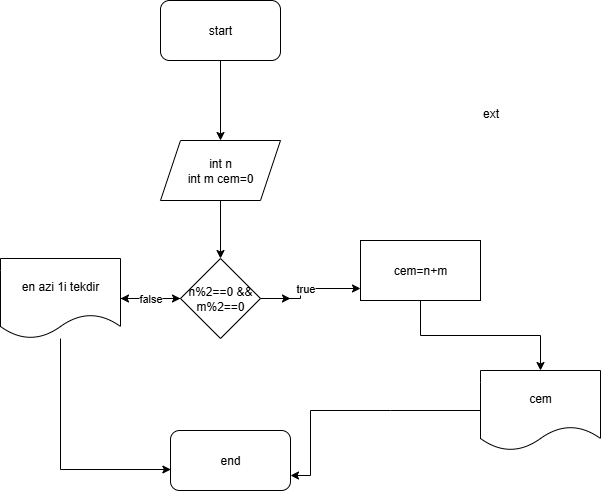 start
ext
int n
int m cem=0
n%2==0 &&
m%2==0
true
false
en azi 1i tekdir
cem=n+m
cem
end